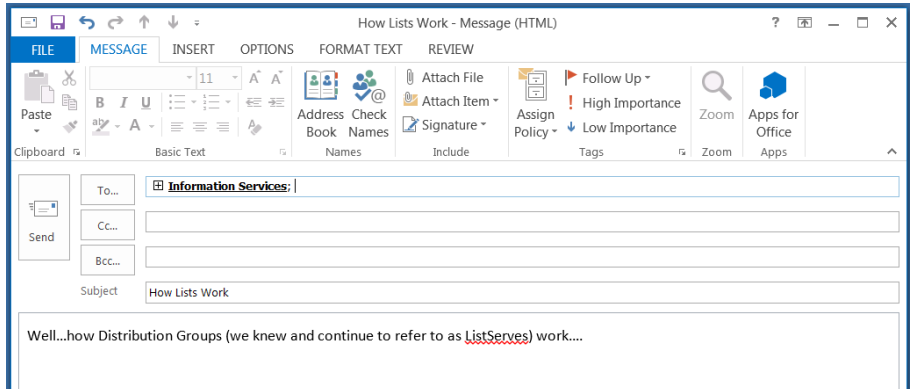 How Lists Work - Message (HTML)
FILE MESSAGE INSERT OPTIONS FORMAT TEXT REVIEW
11 A A Attach File Follow Up
Paste B I U Address Book Check Names Attach Item Assign Policy High Importance Zoom Apps for Office
ab A Signature Low Importance
Clipboard Basic Text Names Include Tags Zoom Apps
To... Information Services;
Send Cc...
Bcc...
Subject How Lists Work
Well...how Distribution Groups (we knew and continue to refer to as ListServes) work....